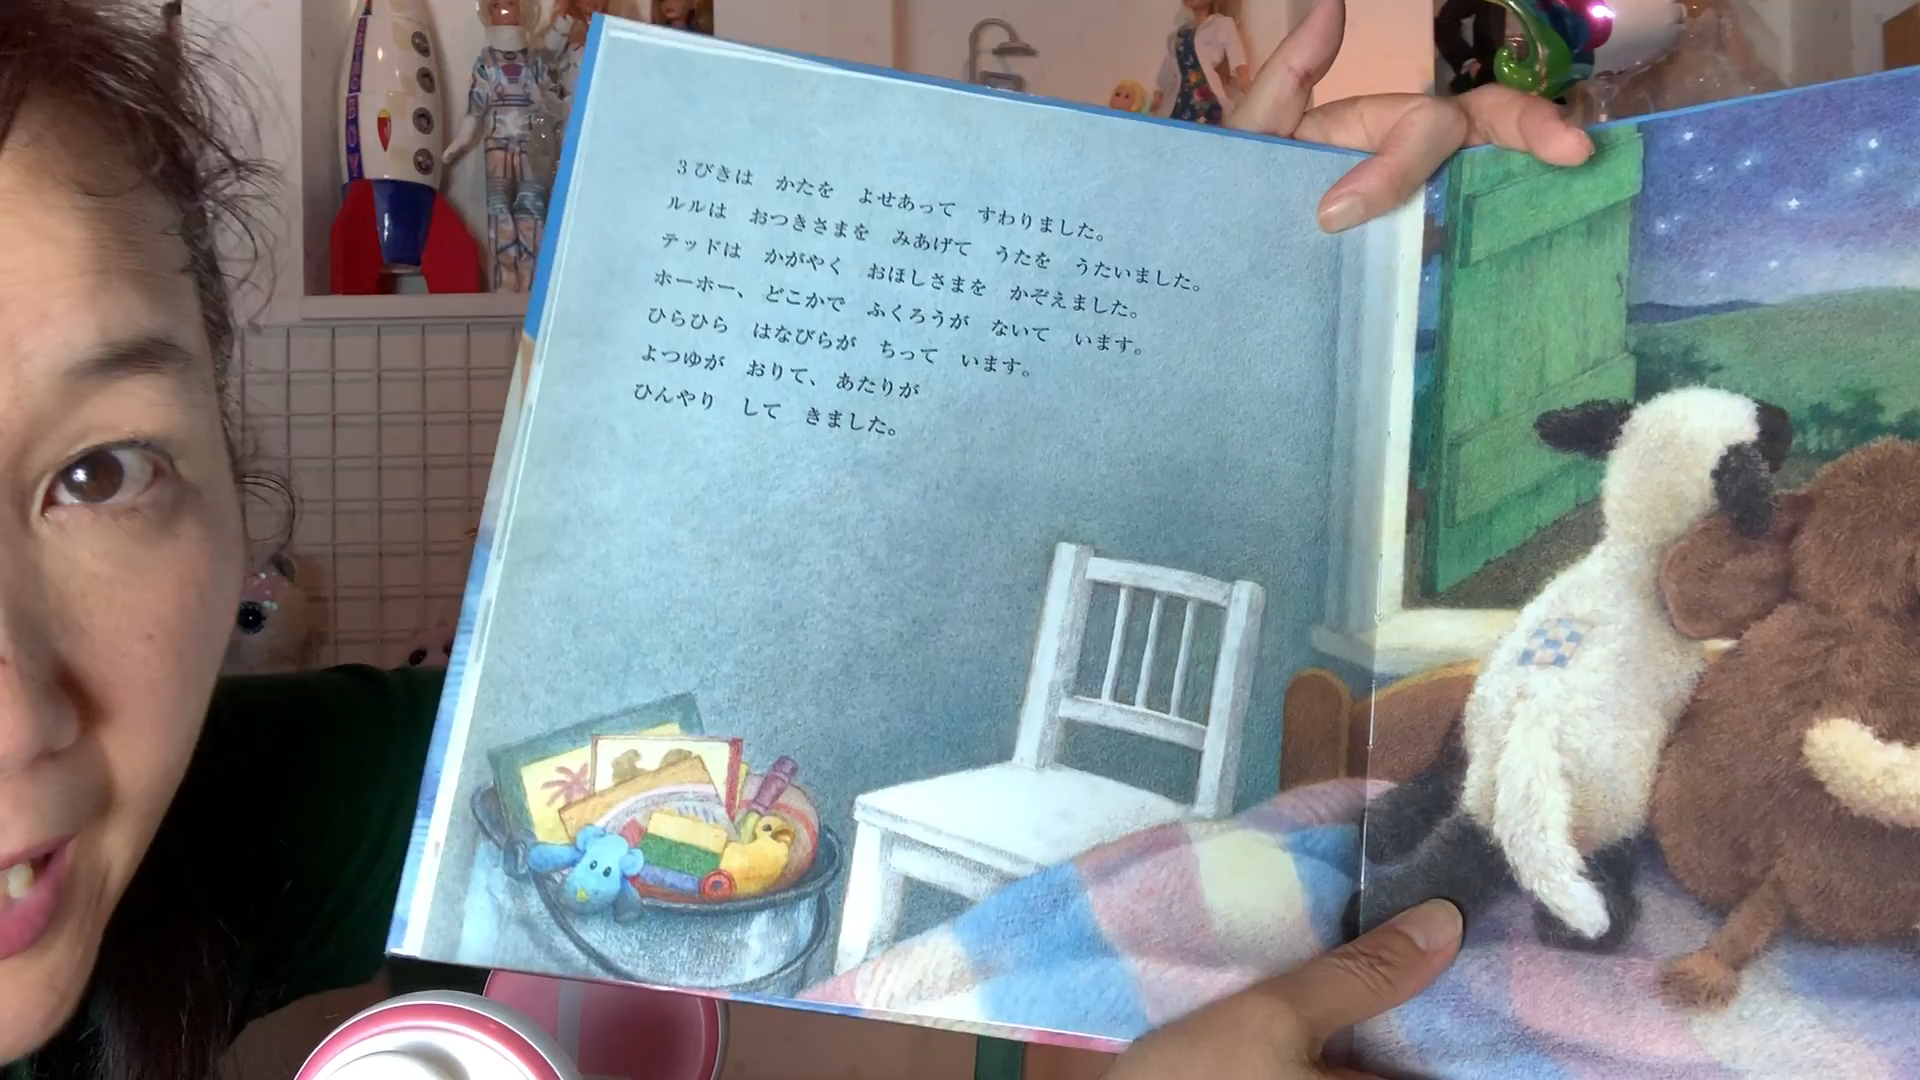 3びきは　かたを　よせあって　すわりました。
ルルは　おつきさまを　みあげて　うたを　うたいました。
テッドは　かがやく　おほしさまを　かぞえました。
ホーホー、どこかで　ふくろうが　ないて　います。
ひらひら　はなびらが　ちって　います。
よつゆが　おりて、あたりが
ひんやり　して　きました。